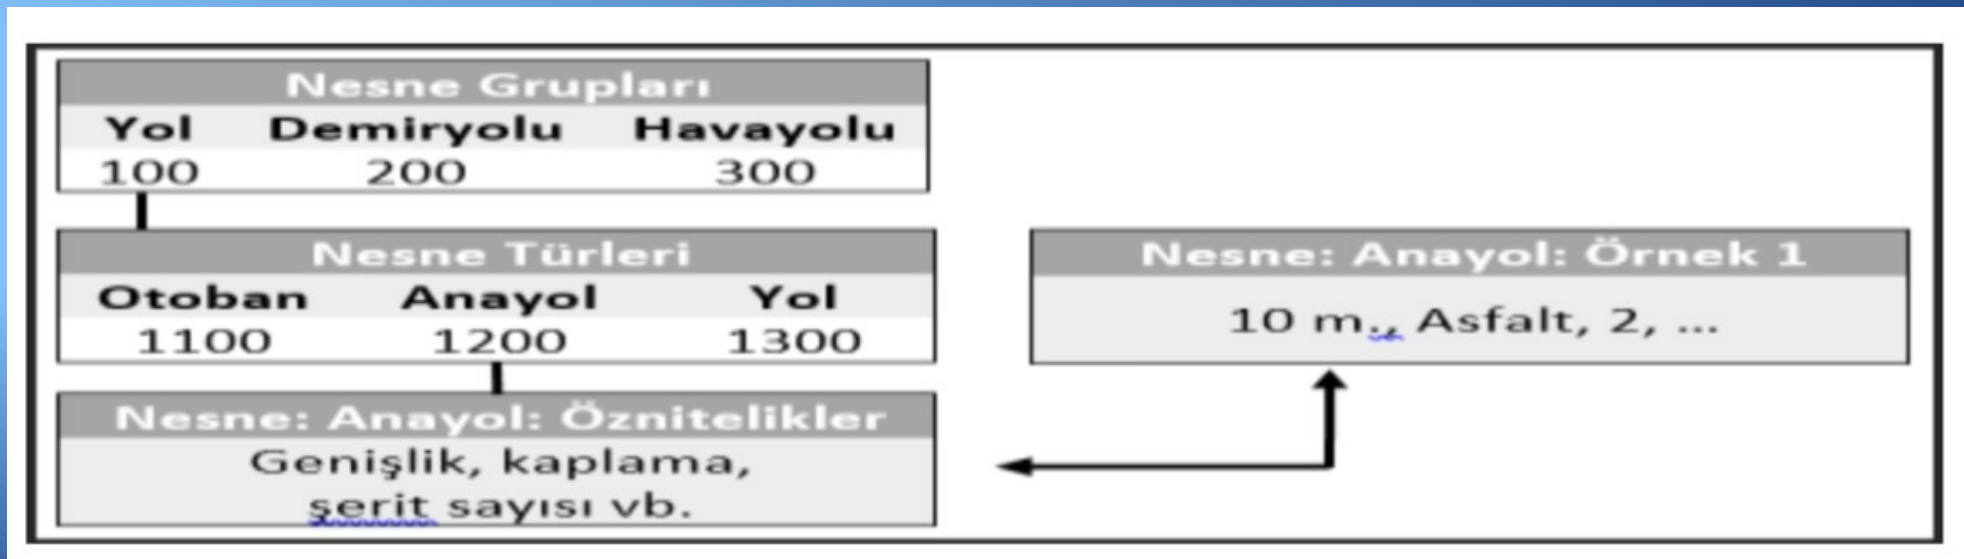 Nesne Grupları
Yol Demiryolu Havayolu
100 200 300
Nesne Türleri
Otoban Anayol Yol
1100 1200 1300
Nesne: Anayol: Öznitelikler
Genişlik, kaplama,
şerit sayısı vb.
Nesne: Anayol: Örnek 1
10 m., Asfalt, 2, ...